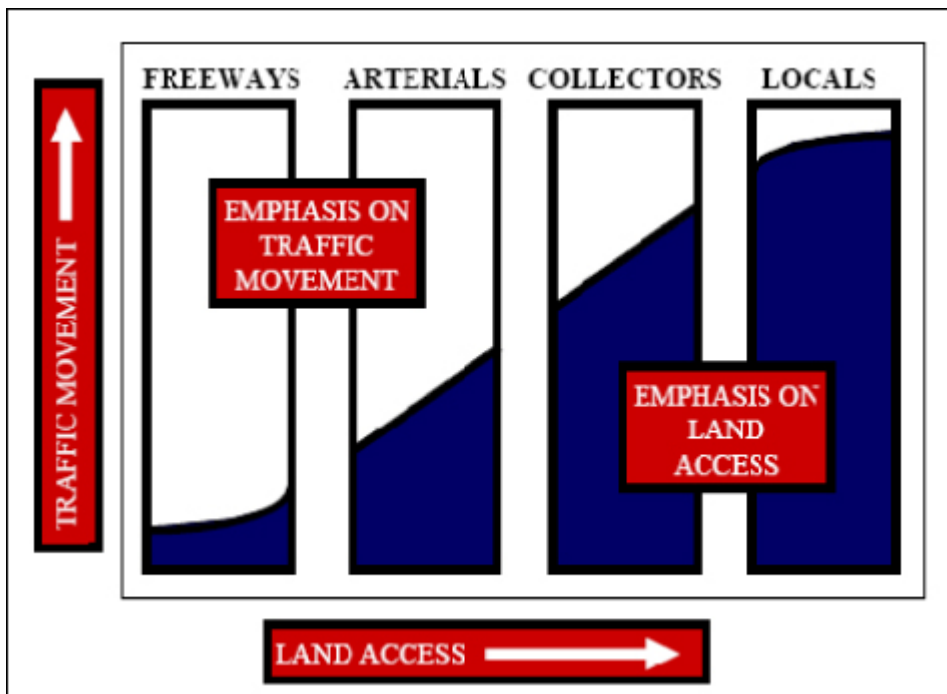 FREEWAYS ARTERIALS COLLECTORS LOCALS
TRAFFIC MOVEMENT
EMPHASIS ON
TRAFFIC
MOVEMENT
EMPHASIS ON
LAND
ACCESS
LAND ACCESS